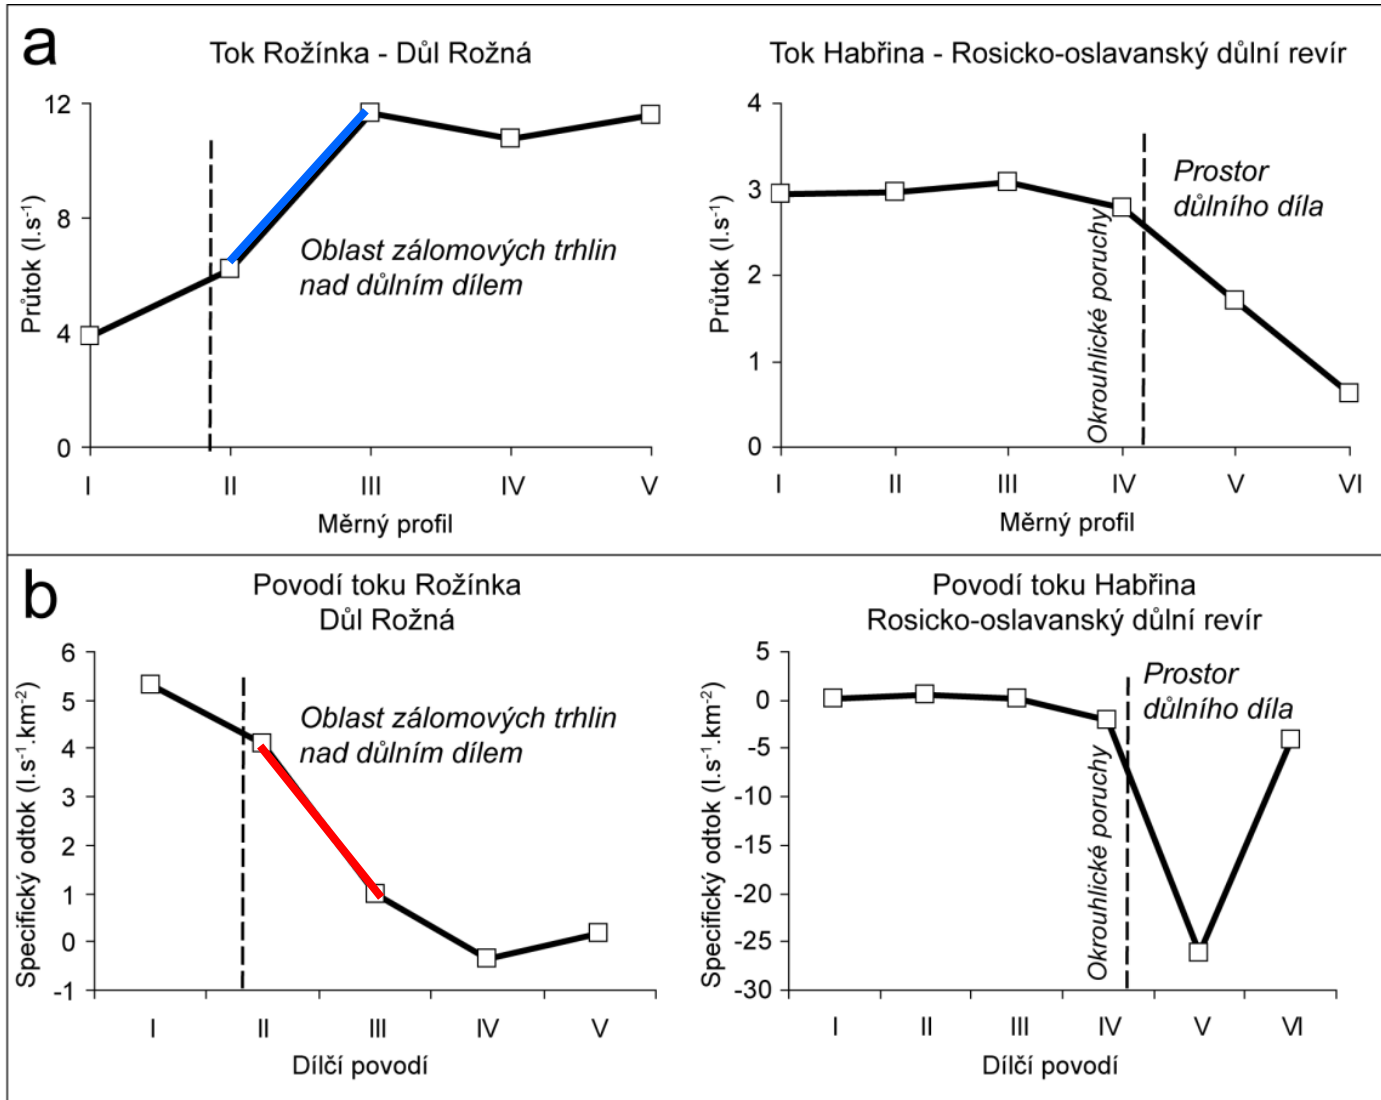 a
Tok Rožínka - Důl Rožná
Průtok (l.s⁻¹)
12
8
4
0
Oblast zálomových trhlin
nad důlním dílem
I II III IV V
Měrný profil
Tok Habřina - Rosicko-oslavanský důlní revír
Průtok (l.s⁻¹)
4
3
2
1
0
Okrouhlické poruchy
Prostor
důlního díla
I II III IV V VI
Měrný profil
b
Povodí toku Rožínka
Důl Rožná
Specifický odtok (l.s⁻¹.km⁻²)
6
5
4
3
2
1
0
-1
Oblast zálomových trhlin
nad důlním dílem
I II III IV V
Dílčí povodí
Povodí toku Habřina
Rosicko-oslavanský důlní revír
Specifický odtok (l.s⁻¹.km⁻²)
5
0
-5
-10
-15
-20
-25
-30
Okrouhlické poruchy
Prostor
důlního díla
I II III IV V VI
Dílčí povodí